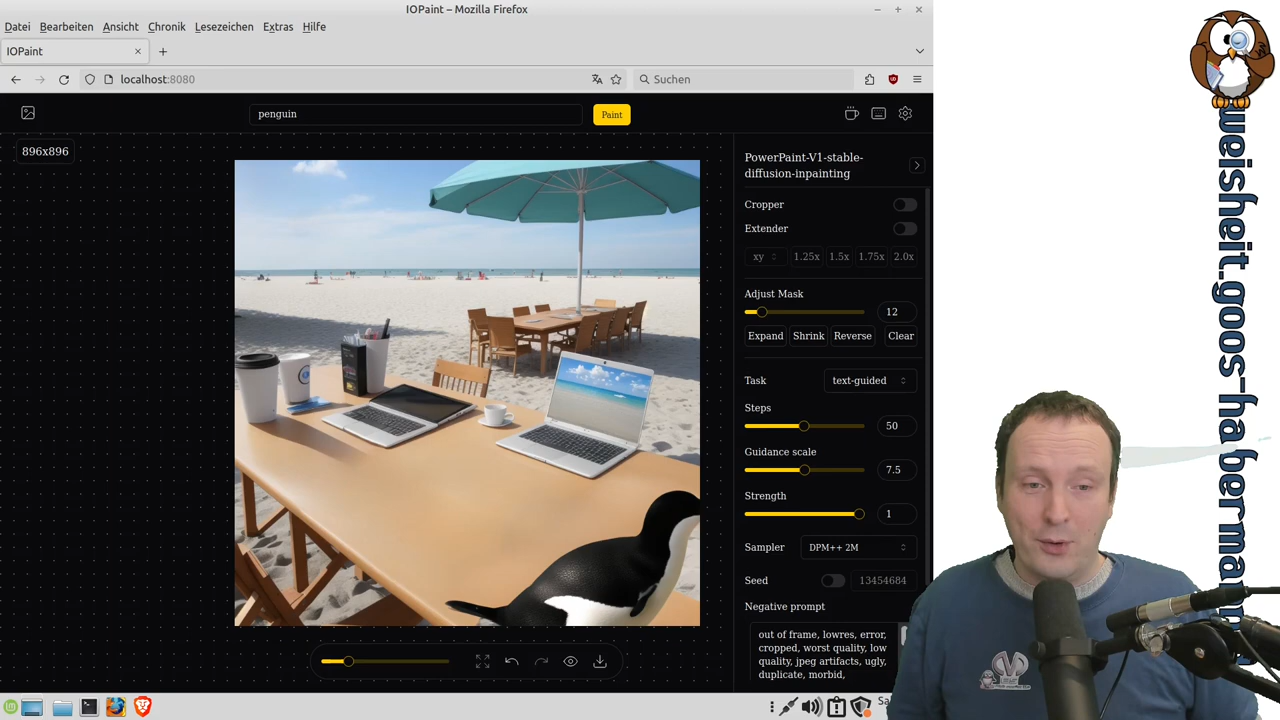 IOPaint – Mozilla Firefox
Datei Bearbeiten Ansicht Chronik Lesezeichen Extras Hilfe
IOPaint
localhost:8080
Suchen
penguin
Paint
896x896
PowerPaint-V1-stable-
diffusion-inpainting
Cropper
Extender
xy 1.25x 1.5x 1.75x 2.0x
Adjust Mask
12
Expand Shrink Reverse Clear
Task text-guided
Steps
50
Guidance scale
7.5
Strength
1
Sampler DPM++ 2M
Seed 13454684
Negative prompt
out of frame, lowres, error,
cropped, worst quality, low
quality, jpeg artifacts, ugly,
duplicate, morbid,
weisheit.goos-habermann